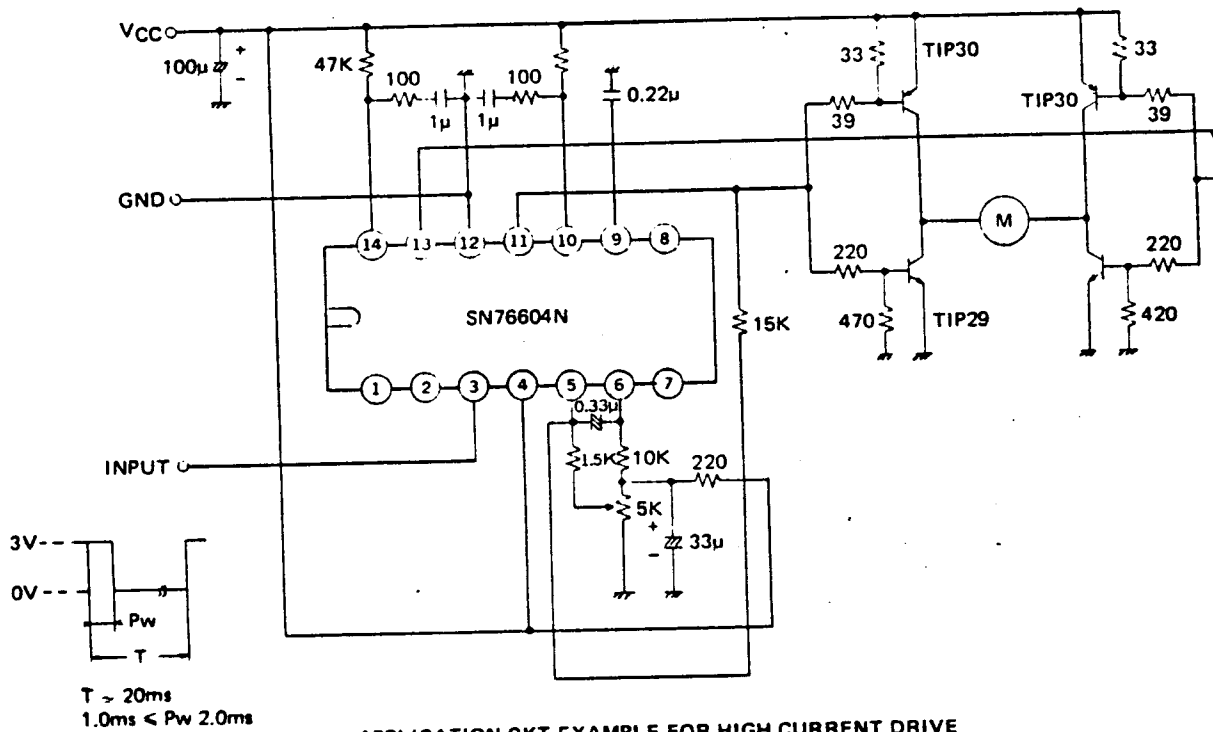 VCC
100μ
+
-
47K
100
100
1μ
1μ
0.22μ
33
TIP30
33
TIP30
39
39
GND
14
13
12
11
10
9
8
M
220
220
SN76604N
15K
470
TIP29
420
1
2
3
4
5
6
7
0.33μ
INPUT
1.5K
10K
220
5K
+
-
33μ
3V
0V
Pw
T
T ~ 20ms
1.0ms ≤ Pw 2.0ms
APPLICATION CKT EXAMPLE FOR HIGH CURRENT DRIVE